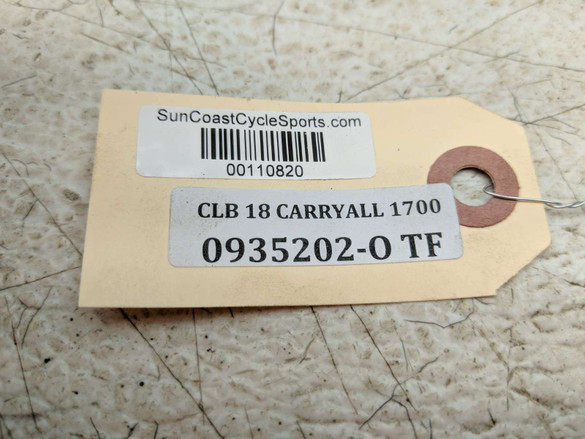 SunCoastCycleSports.com
00110820
CLB 18 CARRYALL 1700
0935202-O TF